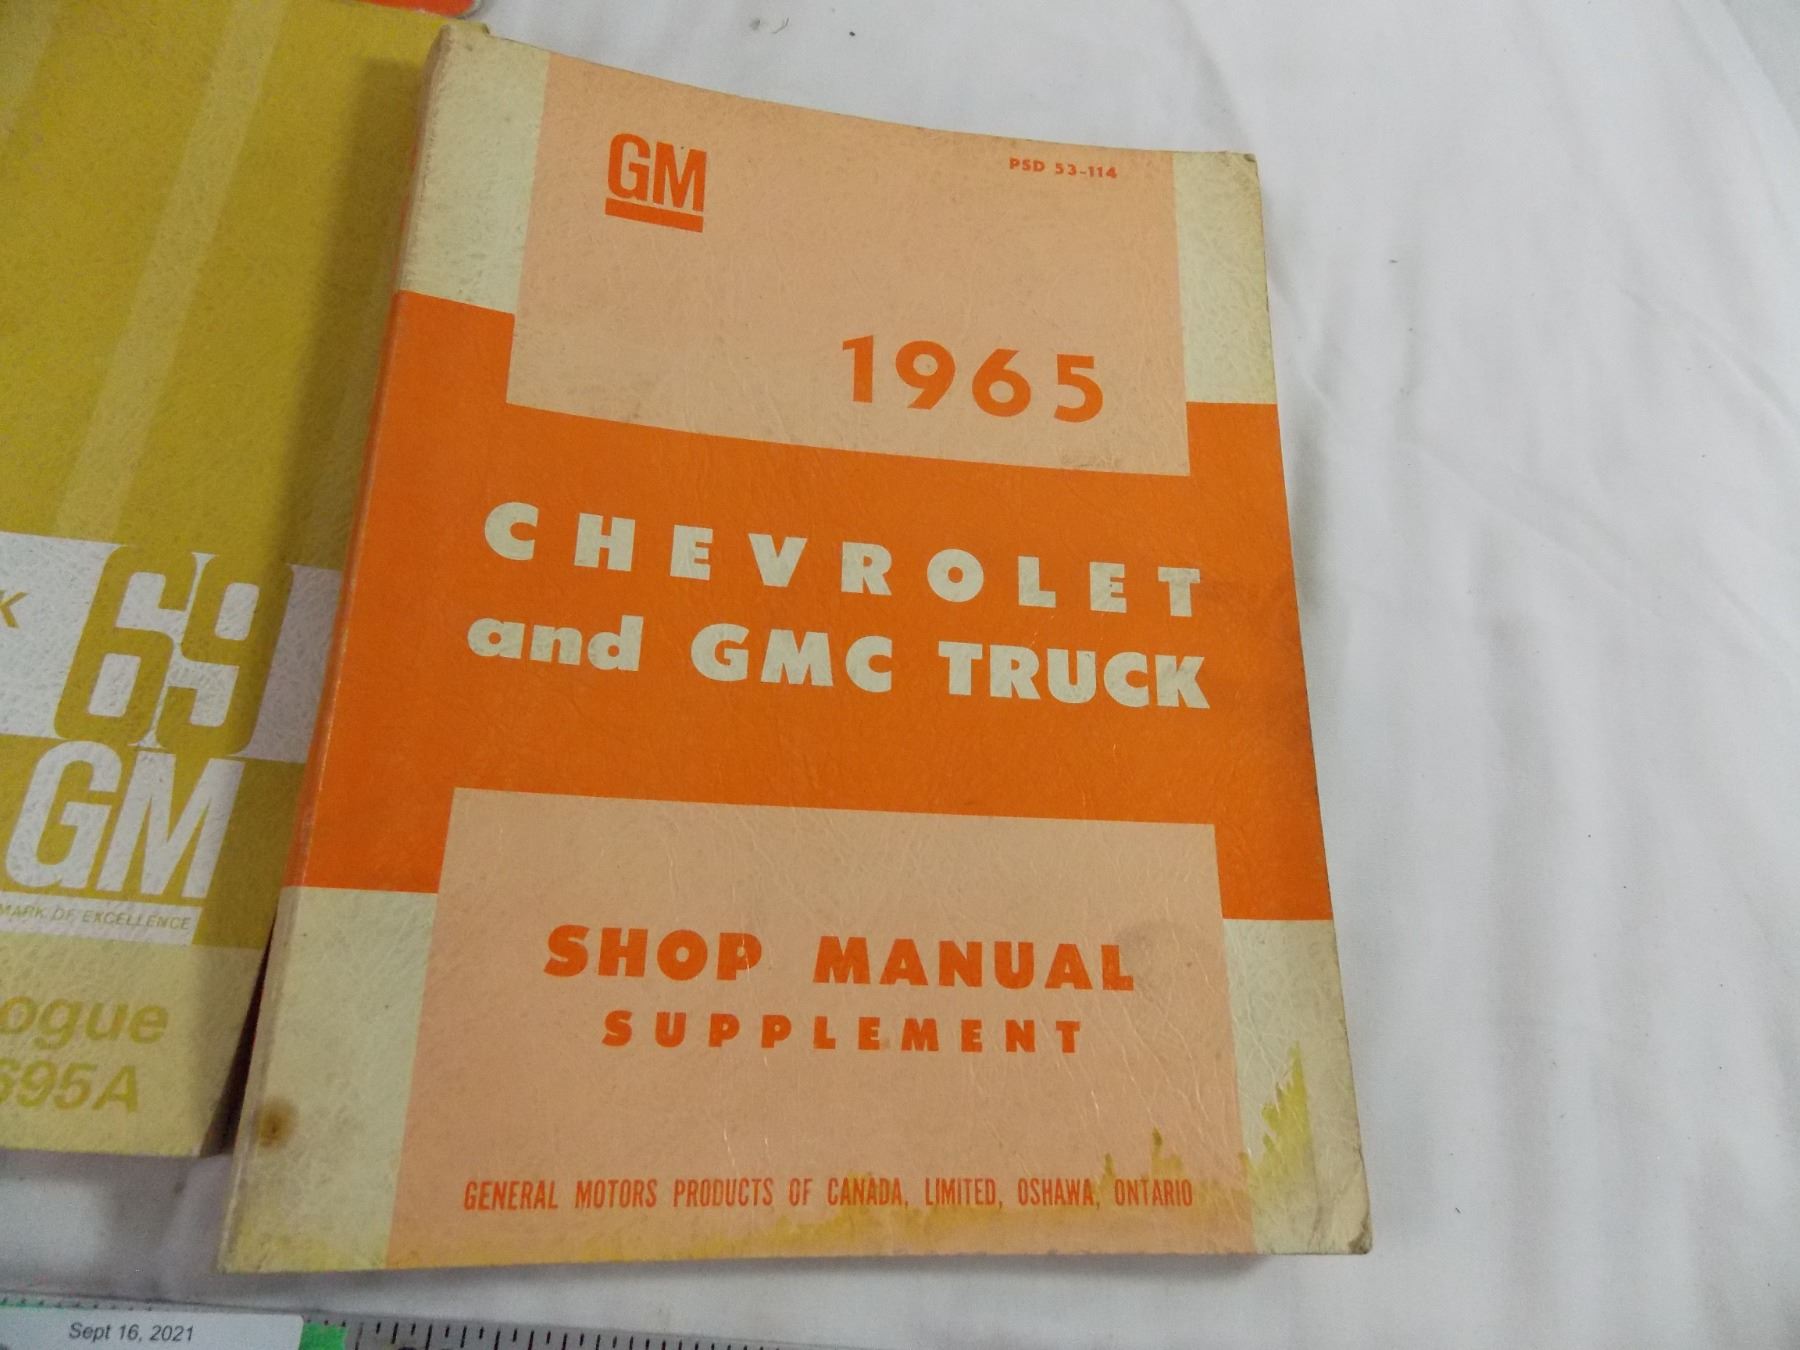 GM
PSD 53-114
1965
CHEVROLET
and GMC TRUCK
SHOP MANUAL
SUPPLEMENT
GENERAL MOTORS PRODUCTS OF CANADA, LIMITED, OSHAWA, ONTARIO
K
69
GM
MARK OF EXCELLENCE
ogue
695A
Sept 16, 2021